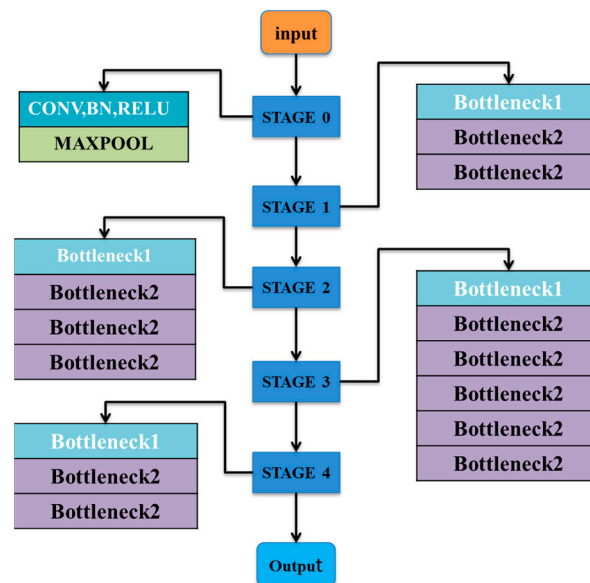 input
CONV,BN,RELU
MAXPOOL
STAGE 0
Bottleneck1
Bottleneck2
Bottleneck2
STAGE 1
Bottleneck1
Bottleneck2
Bottleneck2
Bottleneck2
STAGE 2
Bottleneck1
Bottleneck2
Bottleneck2
Bottleneck2
Bottleneck2
Bottleneck2
STAGE 3
Bottleneck1
Bottleneck2
Bottleneck2
STAGE 4
Output